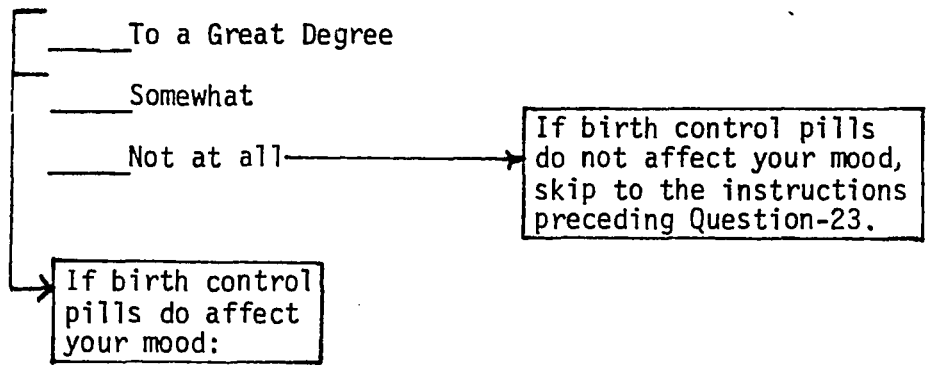 _____To a Great Degree
_____Somewhat
_____Not at all
If birth control pills
do not affect your mood,
skip to the instructions
preceding Question-23.
If birth control
pills do affect
your mood: